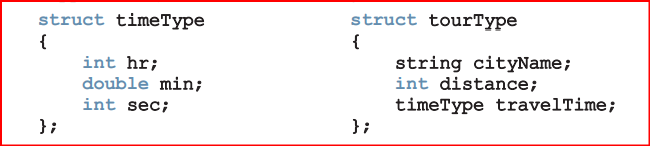 struct timeType
{
    int hr;
    double min;
    int sec;
};
struct tourType
{
    string cityName;
    int distance;
    timeType travelTime;
};